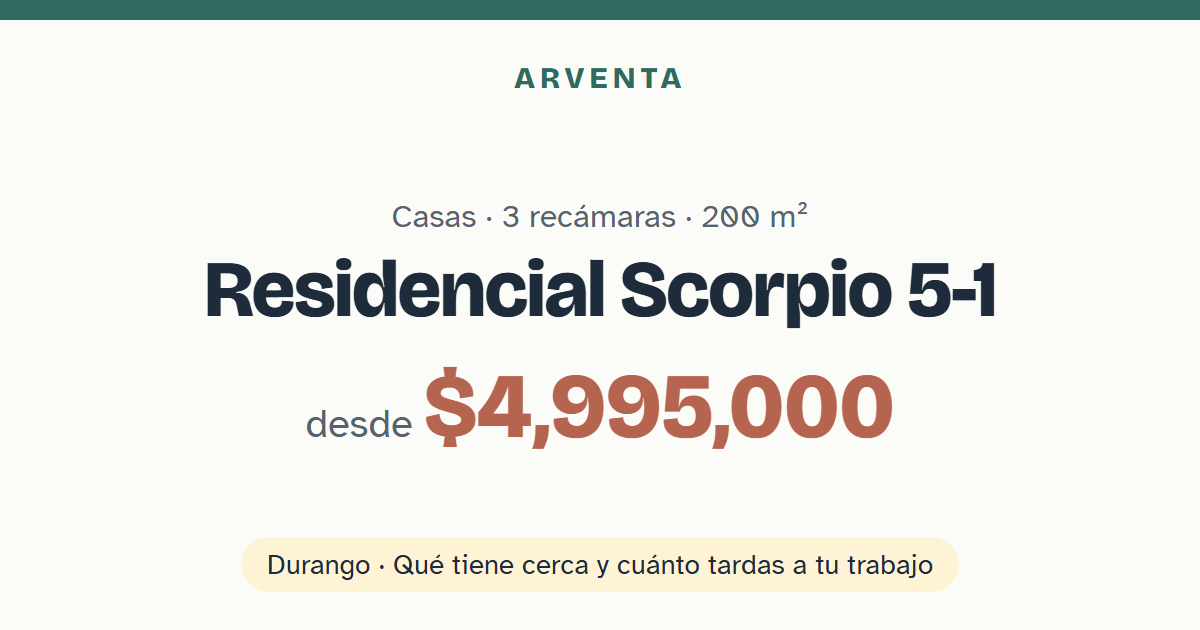 ARVENTA
Casas · 3 recámaras · 200 m²
Residencial Scorpio 5-1
desde $4,995,000
Durango · Qué tiene cerca y cuánto tardas a tu trabajo